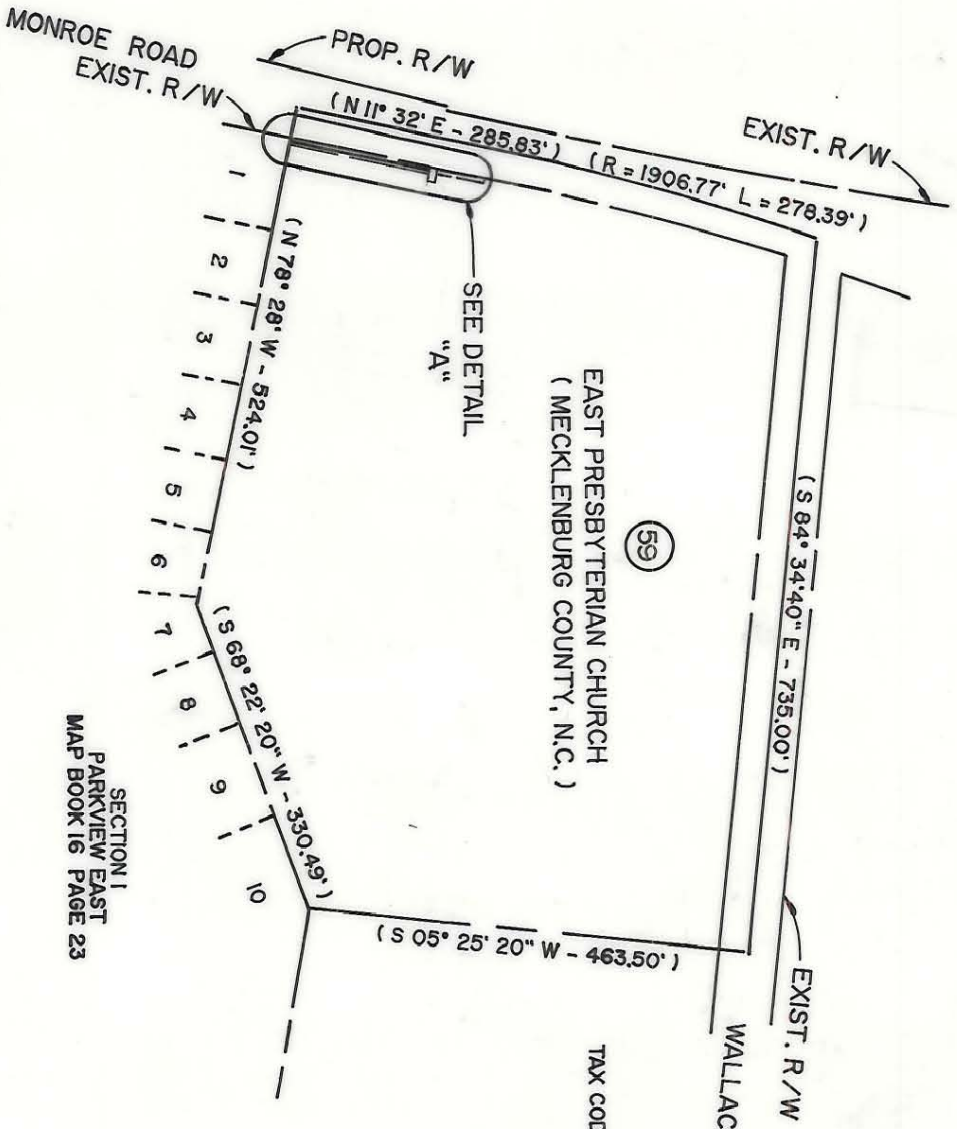 MONROE ROAD
EXIST. R/W
PROP. R/W
EXIST. R/W
( N 11° 32' E - 285.83' )
( R = 1906.77' L = 278.39' )
SEE DETAIL
"A"
( N 78° 28' W - 524.01' )
1
2
3
4
5
6
7
8
9
10
59
EAST PRESBYTERIAN CHURCH
( MECKLENBURG COUNTY, N.C. )
( S 84° 34' 40" E - 735.00' )
( S 68° 22' 20" W - 330.49' )
( S 05° 25' 20" W - 463.50' )
EXIST. R/W
WALLAC
TAX COD
SECTION I
PARKVIEW EAST
MAP BOOK 16 PAGE 23